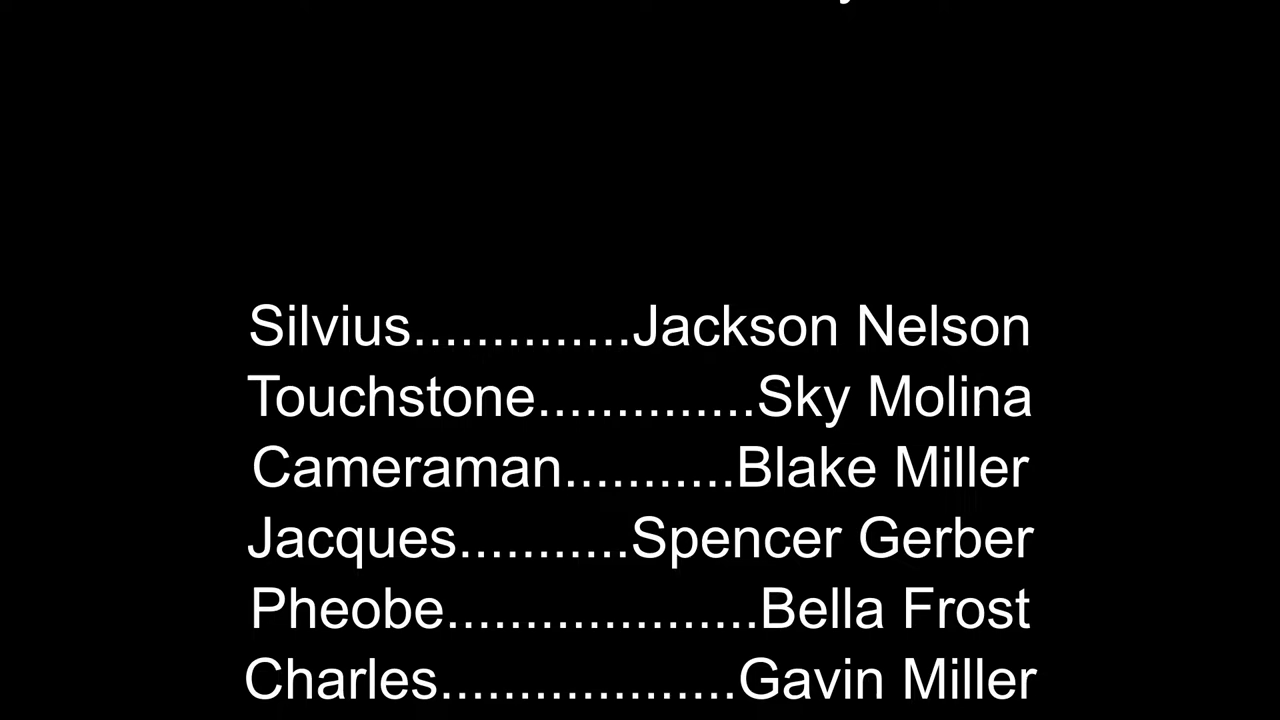 Silvius..............Jackson Nelson
Touchstone..............Sky Molina
Cameraman...........Blake Miller
Jacques...........Spencer Gerber
Pheobe....................Bella Frost
Charles...................Gavin Miller